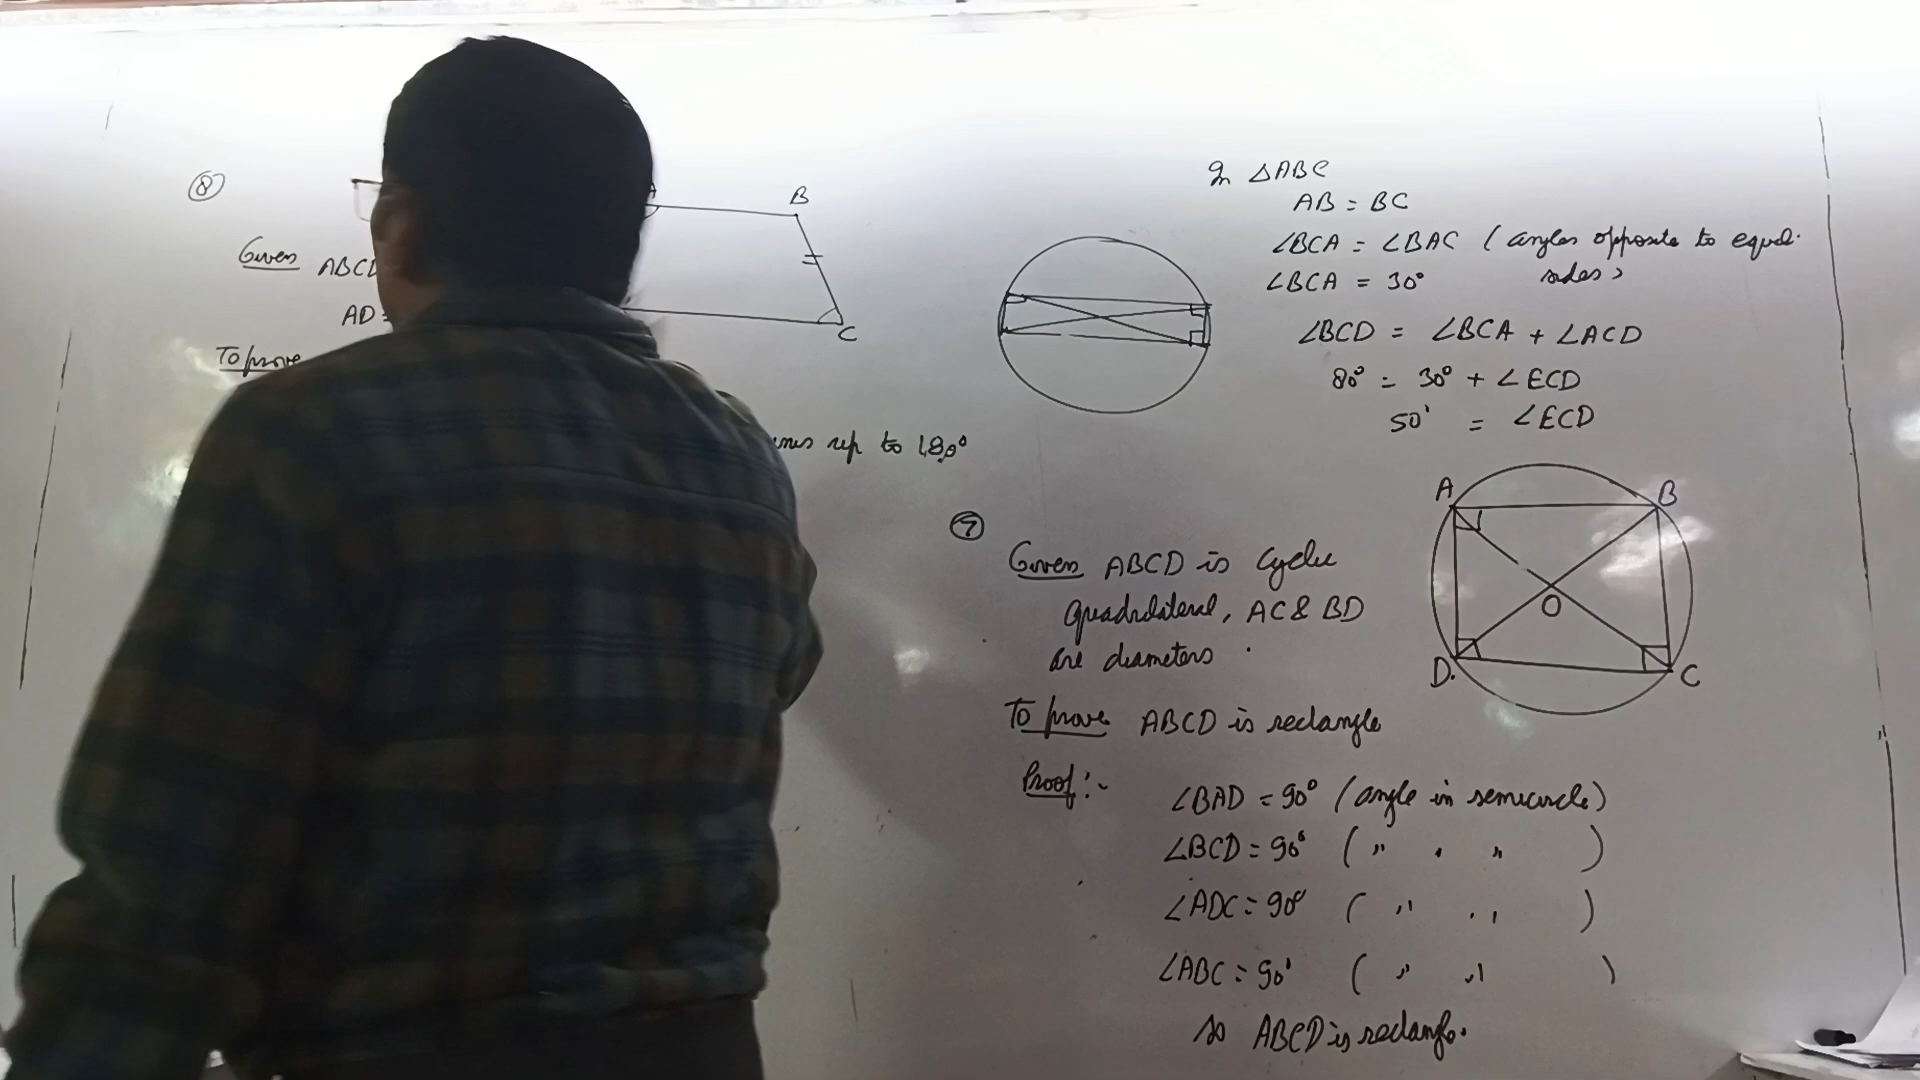 ⑧
A
B
C
Given ABCD
AD =
To prove
up to 180°
In △ABC
AB = BC
∠BCA = ∠BAC (angles opposite to equal
sides)
∠BCA = 30°
∠BCD = ∠BCA + ∠ACD
80° = 30° + ∠ECD
50° = ∠ECD
⑦
A
B
O
D
C
Given ABCD is cyclic
quadrilateral, AC & BD
are diameters
To prove ABCD is rectangle
Proof:-
∠BAD = 90° (angle in semicircle)
∠BCD = 90° ( " " " )
∠ADC = 90° ( " " )
∠ABC = 90° ( " " )
so ABCD is rectangle.